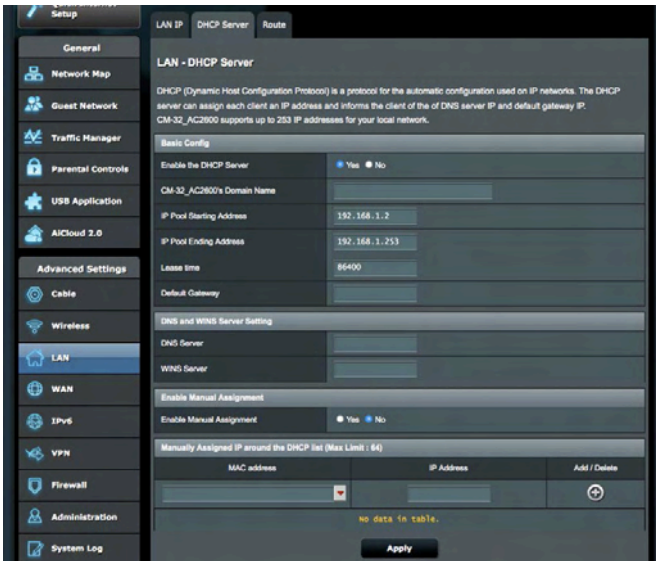 Setup
General
Network Map
Guest Network
Traffic Manager
Parental Controls
USB Application
AiCloud 2.0
Advanced Settings
Cable
Wireless
LAN
WAN
IPv6
VPN
Firewall
Administration
System Log
LAN IP
DHCP Server
Route
LAN - DHCP Server
DHCP (Dynamic Host Configuration Protocol) is a protocol for the automatic configuration used on IP networks. The DHCP
server can assign each client an IP address and informs the client of the of DNS server IP and default gateway IP.
CM-32_AC2600 supports up to 253 IP addresses for your local network.
Basic Config
Enable the DHCP Server Yes No
CM-32_AC2600's Domain Name
IP Pool Starting Address 192.168.1.2
IP Pool Ending Address 192.168.1.253
Lease time 86400
Default Gateway
DNS and WINS Server Setting
DNS Server
WINS Server
Enable Manual Assignment
Enable Manual Assignment Yes No
Manually Assigned IP around the DHCP list (Max Limit : 64)
MAC address IP Address Add / Delete
No data in table.
Apply